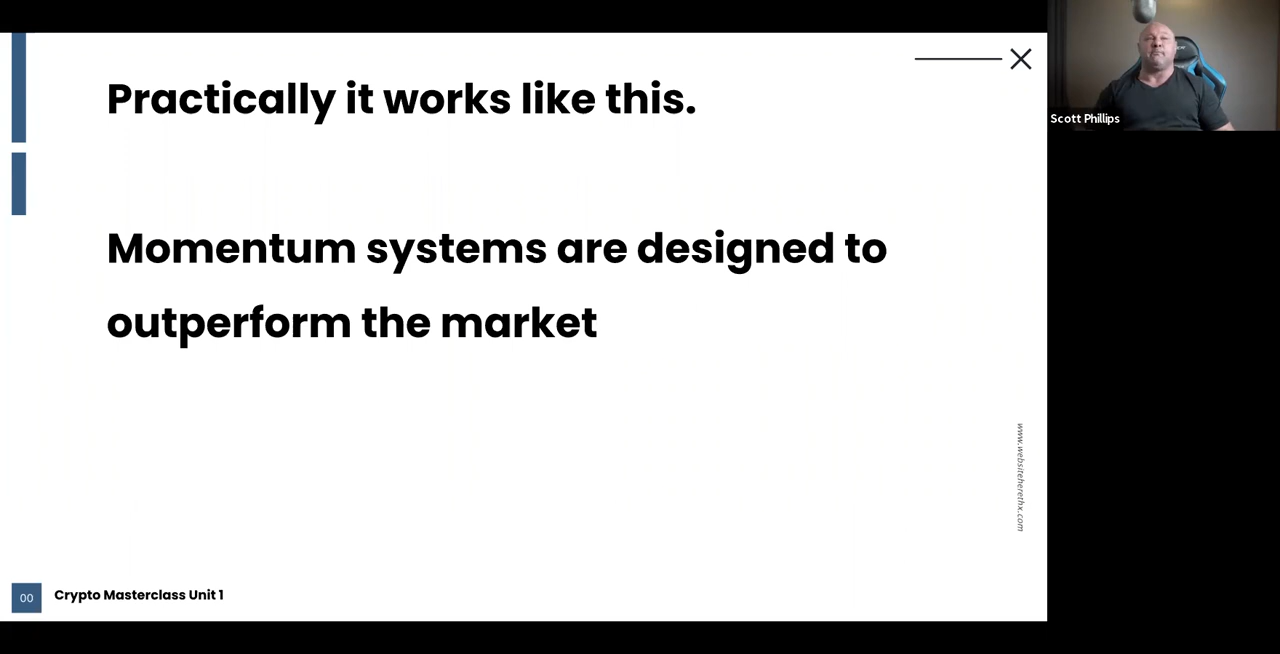 Practically it works like this.
Momentum systems are designed to
outperform the market
www.websiteherethx.com
00
Crypto Masterclass Unit 1
Scott Phillips